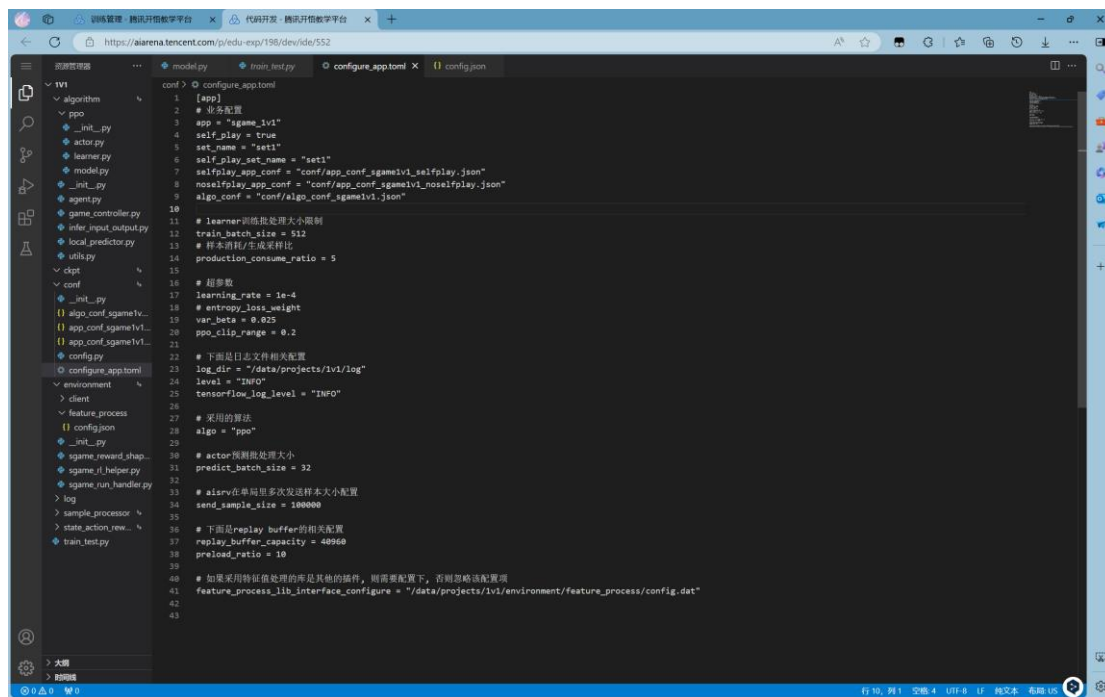 训练管理 - 腾讯开悟教学平台
代码开发 - 腾讯开悟教学平台
https://aiarena.tencent.com/p/edu-exp/198/dev/ide/552
资源管理器
model.py
train_test.py
configure_app.toml
config.json
1V1
algorithm
ppo
__init__.py
actor.py
learner.py
model.py
__init__.py
agent.py
game_controller.py
infer_input_output.py
local_predictor.py
utils.py
ckpt
conf
__init__.py
algo_conf_sgame1v...
app_conf_sgame1v1...
app_conf_sgame1v1...
config.py
configure_app.toml
environment
client
feature_process
config.json
__init__.py
sgame_reward_shap...
sgame_rl_helper.py
sgame_run_handler.py
log
sample_processor
state_action_rew...
train_test.py
大纲
时间线
conf > configure_app.toml
1 [app]
2 # 业务配置
3 app = "sgame_1v1"
4 self_play = true
5 set_name = "set1"
6 self_play_set_name = "set1"
7 selfplay_app_conf = "conf/app_conf_sgame1v1_selfplay.json"
8 noselfplay_app_conf = "conf/app_conf_sgame1v1_noselfplay.json"
9 algo_conf = "conf/algo_conf_sgame1v1.json"
10
11 # learner训练批处理大小限制
12 train_batch_size = 512
13 # 样本消耗/生成采样比
14 production_consume_ratio = 5
15
16 # 超参数
17 learning_rate = 1e-4
18 # entropy_loss_weight
19 var_beta = 0.025
20 ppo_clip_range = 0.2
21
22 # 下面是日志文件相关配置
23 log_dir = "/data/projects/1v1/log"
24 level = "INFO"
25 tensorflow_log_level = "INFO"
26
27 # 采用的算法
28 algo = "ppo"
29
30 # actor预测批处理大小
31 predict_batch_size = 32
32
33 # aisrv在单局里多次发送样本大小配置
34 send_sample_size = 100000
35
36 # 下面是replay buffer的相关配置
37 replay_buffer_capacity = 40960
38 preload_ratio = 10
39
40 # 如果采用特征值处理的库是其他的插件, 则需要配置下, 否则忽略该配置项
41 feature_process_lib_interface_configure = "/data/projects/1v1/environment/feature_process/config.dat"
42
43
0 0 0
行 10, 列 1 空格: 4 UTF-8 LF 纯文本 布局: US